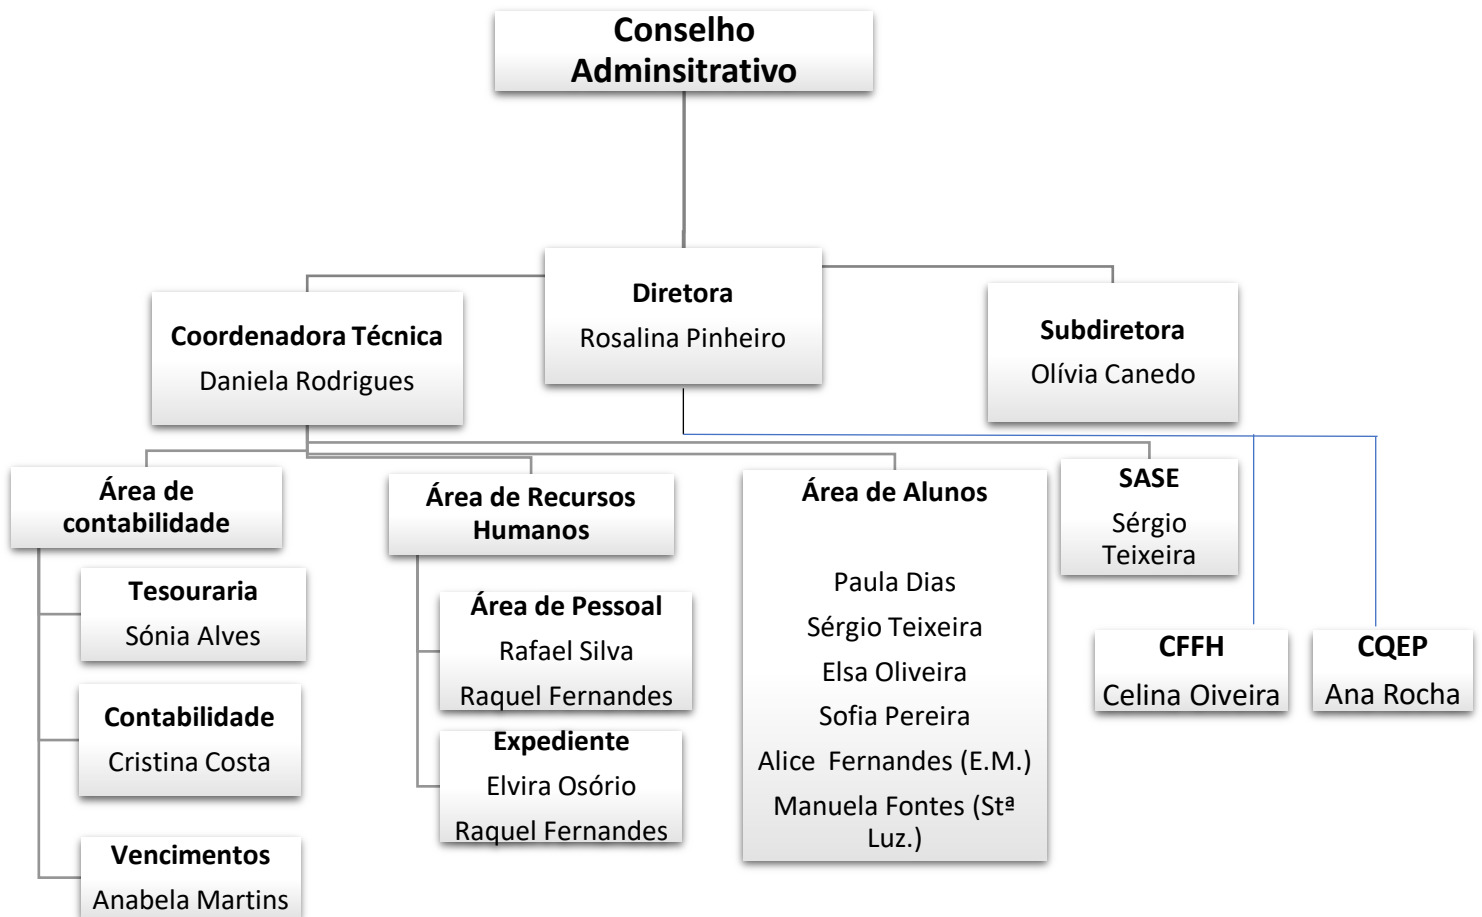 Conselho
Adminsitrativo
Diretora
Rosalina Pinheiro
Coordenadora Técnica
Daniela Rodrigues
Subdiretora
Olívia Canedo
Área de
contabilidade
Tesouraria
Sónia Alves
Contabilidade
Cristina Costa
Vencimentos
Anabela Martins
Área de Recursos
Humanos
Área de Pessoal
Rafael Silva
Raquel Fernandes
Expediente
Elvira Osório
Raquel Fernandes
Área de Alunos
Paula Dias
Sérgio Teixeira
Elsa Oliveira
Sofia Pereira
Alice Fernandes (E.M.)
Manuela Fontes (Stª
Luz.)
SASE
Sérgio
Teixeira
CFFH
Celina Oiveira
CQEP
Ana Rocha